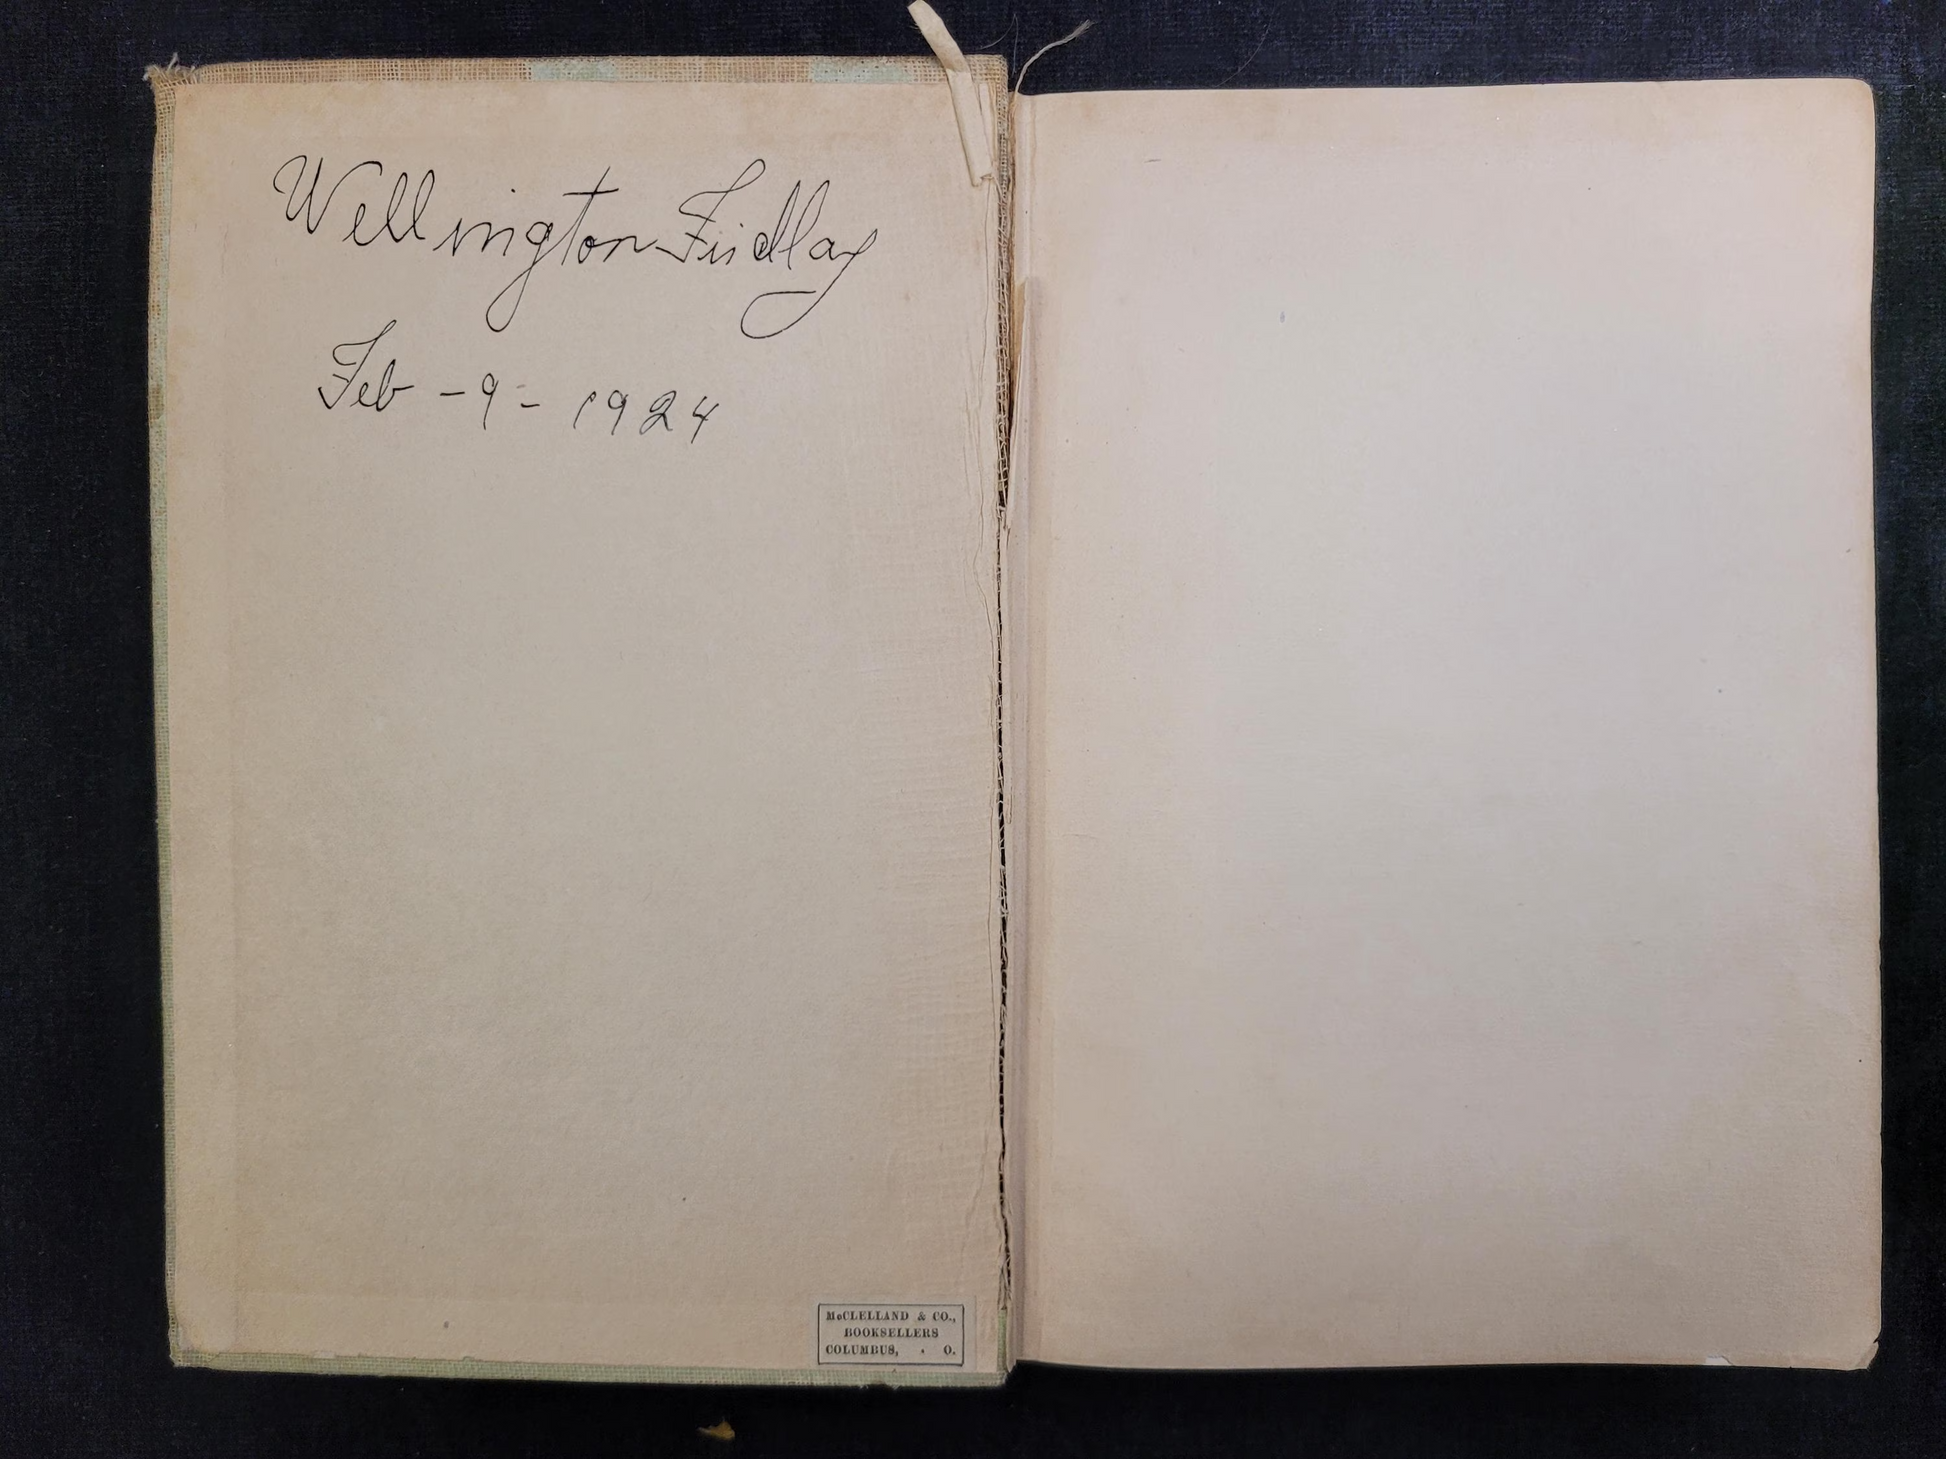 Wellington Findlay
Feb - 9 - 1924
McCLELLAND & CO.,
BOOKSELLERS
COLUMBUS, - O.